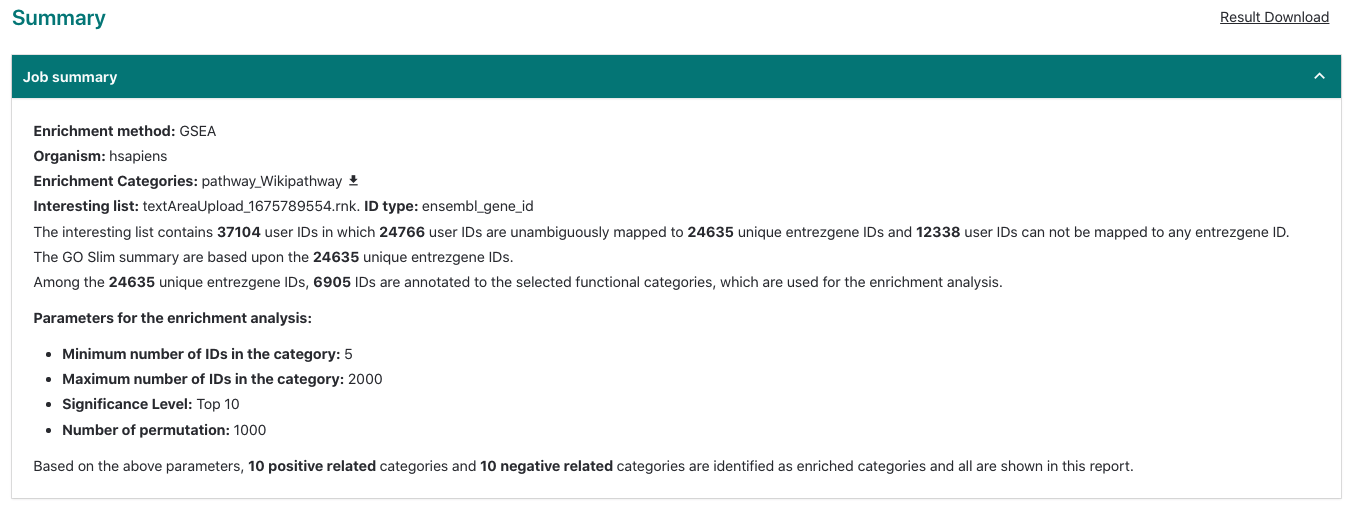 Summary
Result Download
Job summary
Enrichment method: GSEA
Organism: hsapiens
Enrichment Categories: pathway_Wikipathway
Interesting list: textAreaUpload_1675789554.rnk. ID type: ensembl_gene_id
The interesting list contains 37104 user IDs in which 24766 user IDs are unambiguously mapped to 24635 unique entrezgene IDs and 12338 user IDs can not be mapped to any entrezgene ID.
The GO Slim summary are based upon the 24635 unique entrezgene IDs.
Among the 24635 unique entrezgene IDs, 6905 IDs are annotated to the selected functional categories, which are used for the enrichment analysis.
Parameters for the enrichment analysis:
• Minimum number of IDs in the category: 5
• Maximum number of IDs in the category: 2000
• Significance Level: Top 10
• Number of permutation: 1000
Based on the above parameters, 10 positive related categories and 10 negative related categories are identified as enriched categories and all are shown in this report.